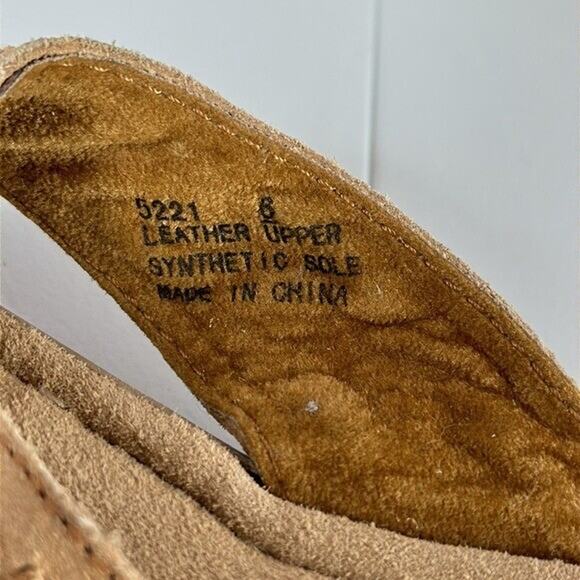 5221 6
LEATHER UPPER
SYNTHETIC SOLE
MADE IN CHINA